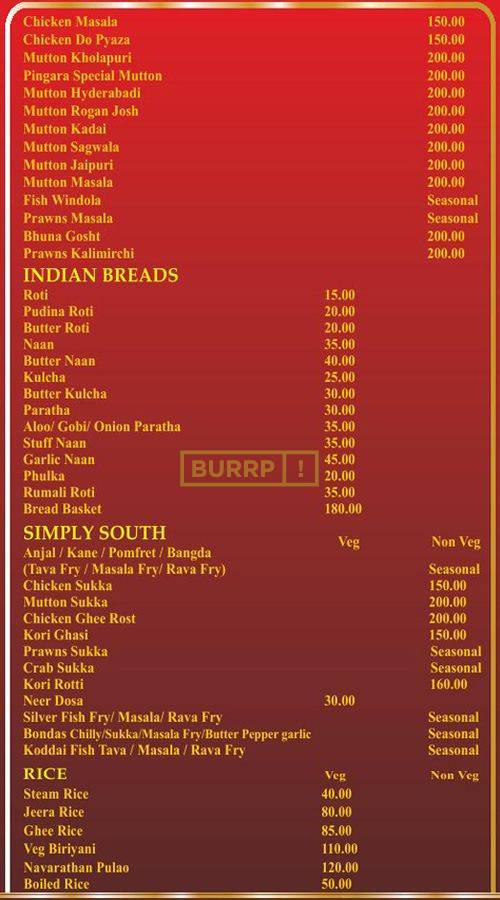 Chicken Masala 150.00
Chicken Do Pyaza 150.00
Mutton Kholapuri 200.00
Pingara Special Mutton 200.00
Mutton Hyderabadi 200.00
Mutton Rogan Josh 200.00
Mutton Kadai 200.00
Mutton Sagwala 200.00
Mutton Jaipuri 200.00
Mutton Masala 200.00
Fish Windola Seasonal
Prawns Masala Seasonal
Bhuna Gosht 200.00
Prawns Kalimirchi 200.00
INDIAN BREADS
Roti 15.00
Pudina Roti 20.00
Butter Roti 20.00
Naan 35.00
Butter Naan 40.00
Kulcha 25.00
Butter Kulcha 30.00
Paratha 30.00
Aloo/ Gobi/ Onion Paratha 35.00
Stuff Naan 35.00
Garlic Naan 45.00
BURRP !
Phulka 20.00
Rumali Roti 35.00
Bread Basket 180.00
SIMPLY SOUTH Veg Non Veg
Anjal / Kane / Pomfret / Bangda
(Tava Fry / Masala Fry/ Rava Fry) Seasonal
Chicken Sukka 150.00
Mutton Sukka 200.00
Chicken Ghee Rost 200.00
Kori Ghasi 150.00
Prawns Sukka Seasonal
Crab Sukka Seasonal
Kori Rotti 160.00
Neer Dosa 30.00
Silver Fish Fry/ Masala/ Rava Fry Seasonal
Bondas Chilly/Sukka/Masala Fry/Butter Pepper garlic Seasonal
Koddai Fish Tava / Masala / Rava Fry Seasonal
RICE Veg Non Veg
Steam Rice 40.00
Jeera Rice 80.00
Ghee Rice 85.00
Veg Biriyani 110.00
Navarathan Pulao 120.00
Boiled Rice 50.00